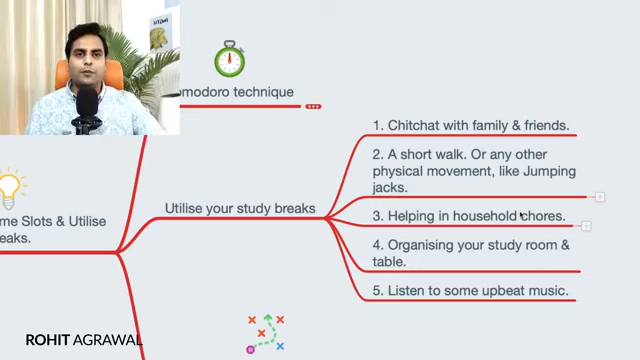 omodoro technique
1. Chitchat with family & friends.
2. A short walk. Or any other
physical movement, like Jumping
jacks.
Utilise your study breaks
3. Helping in household chores.
me Slots & Utilise
eaks.
4. Organising your study room &
table.
5. Listen to some upbeat music.
ROHIT AGRAWAL